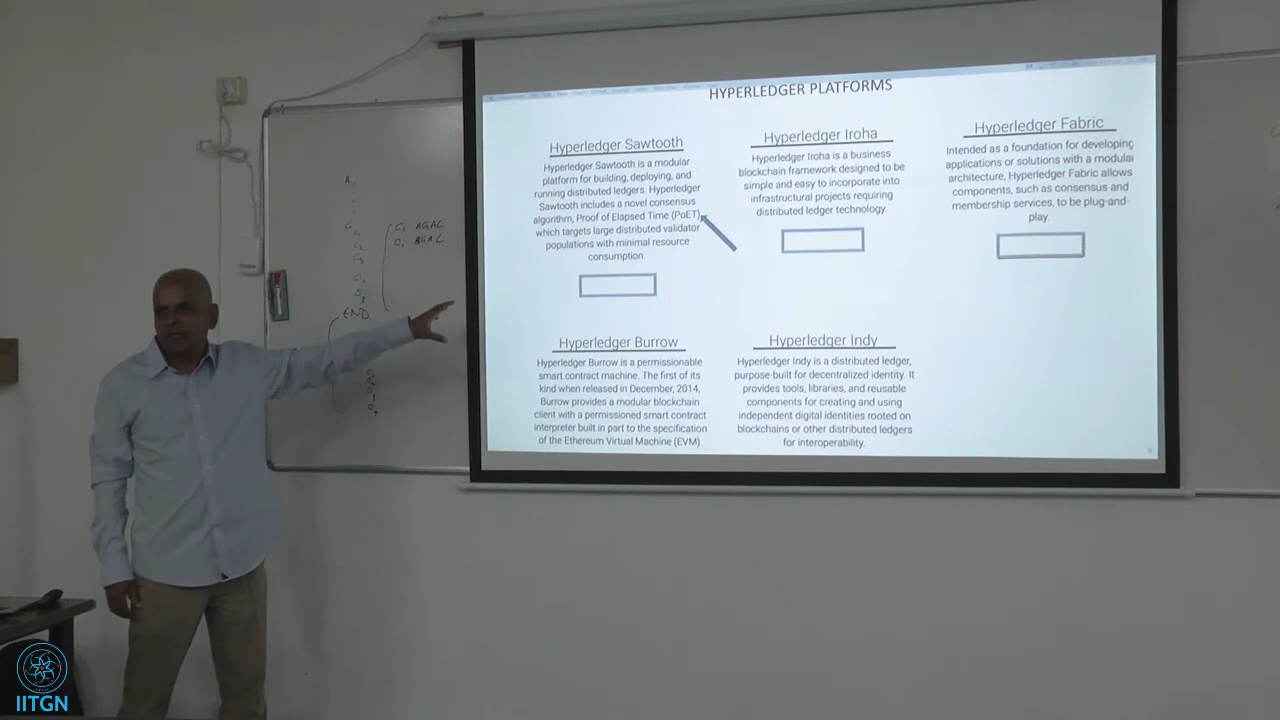 HYPERLEDGER PLATFORMS
Hyperledger Sawtooth
Hyperledger Sawtooth is a modular
platform for building, deploying, and
running distributed ledgers. Hyperledger
Sawtooth includes a novel consensus
algorithm, Proof of Elapsed Time (PoET),
which targets large distributed validator
populations with minimal resource
consumption.
Hyperledger Iroha
Hyperledger Iroha is a business
blockchain framework designed to be
simple and easy to incorporate into
infrastructural projects requiring
distributed ledger technology.
Hyperledger Fabric
Intended as a foundation for developing
applications or solutions with a modular
architecture, Hyperledger Fabric allows
components, such as consensus and
membership services, to be plug-and-
play.
Hyperledger Burrow
Hyperledger Burrow is a permissionable
smart contract machine. The first of its
kind when released in December, 2014,
Burrow provides a modular blockchain
client with a permissioned smart contract
interpreter built in part to the specification
of the Ethereum Virtual Machine (EVM)
Hyperledger Indy
Hyperledger Indy is a distributed ledger,
purpose-built for decentralized identity. It
provides tools, libraries, and reusable
components for creating and using
independent digital identities rooted on
blockchains or other distributed ledgers
for interoperability.
END
IITGN